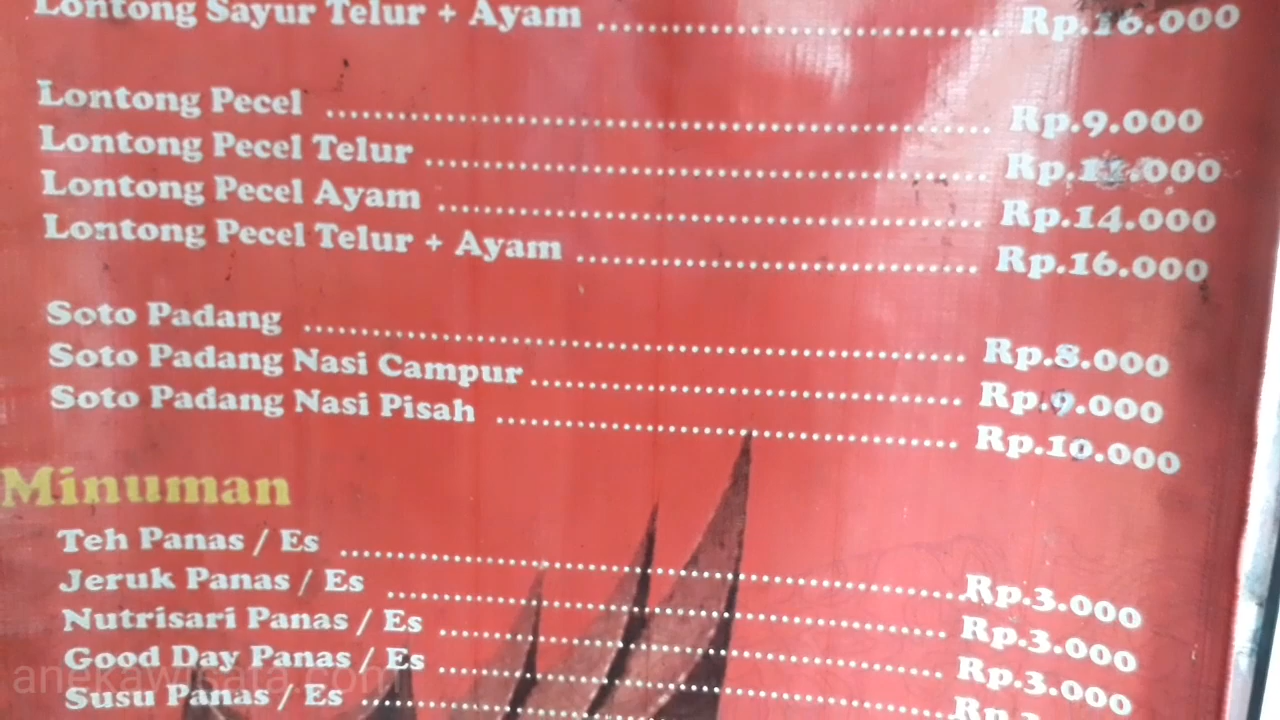 Lontong Sayur Telur + Ayam ........ Rp.16.000
Lontong Pecel ........ Rp.9.000
Lontong Pecel Telur ........
Lontong Pecel Ayam ........ Rp.14.000
Lontong Pecel Telur + Ayam ........ Rp.16.000
Soto Padang ........ Rp.8.000
Soto Padang Nasi Campur ........ Rp.9.000
Soto Padang Nasi Pisah ........ Rp.10.000
Minuman
Teh Panas / Es ........ Rp.3.000
Jeruk Panas / Es ........ Rp.3.000
Nutrisari Panas / Es ........ Rp.3.000
Good Day Panas / Es ........
Susu Panas / Es ........
anekawisata.com